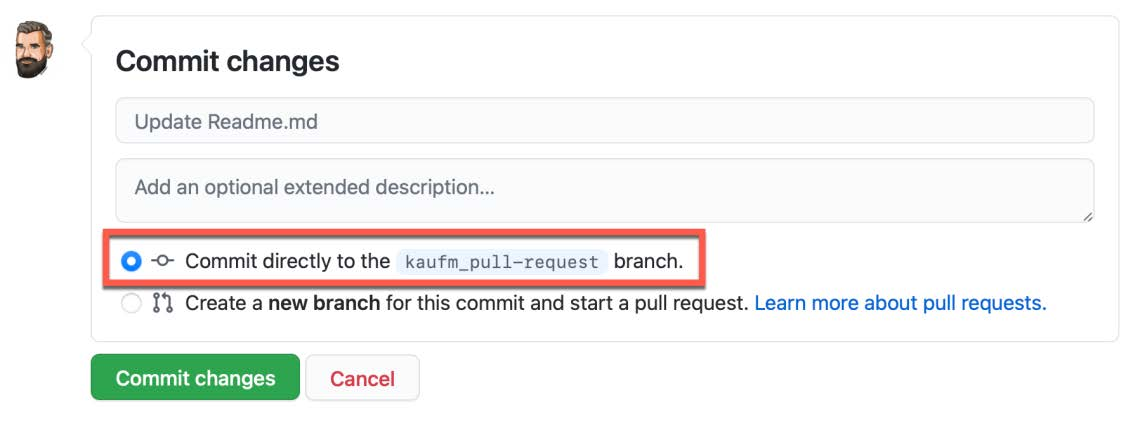 Commit changes
Update Readme.md
Add an optional extended description...
Commit directly to the kaufm_pull-request branch.
Create a new branch for this commit and start a pull request. Learn more about pull requests.
Commit changes Cancel